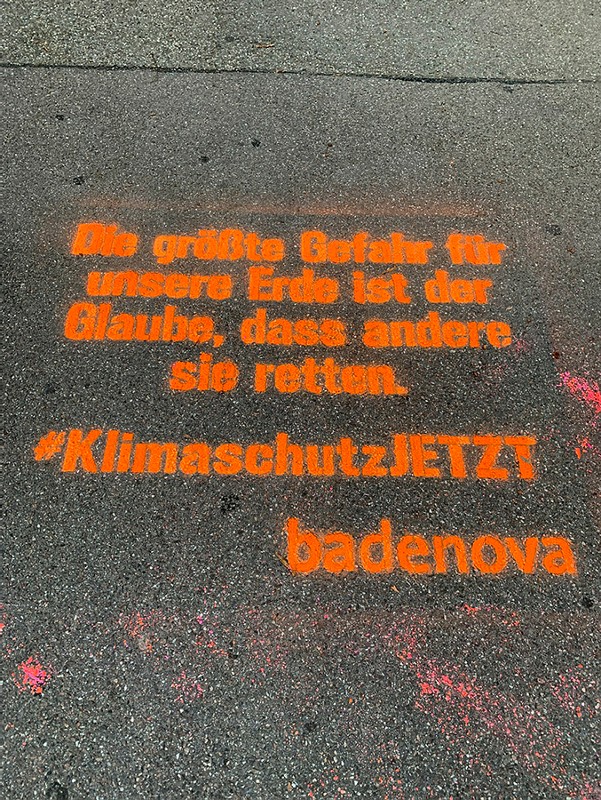 Die größte Gefahr für
unsere Erde ist der
Glaube, dass andere
sie retten.
#KlimaschutzJETZT
badenova